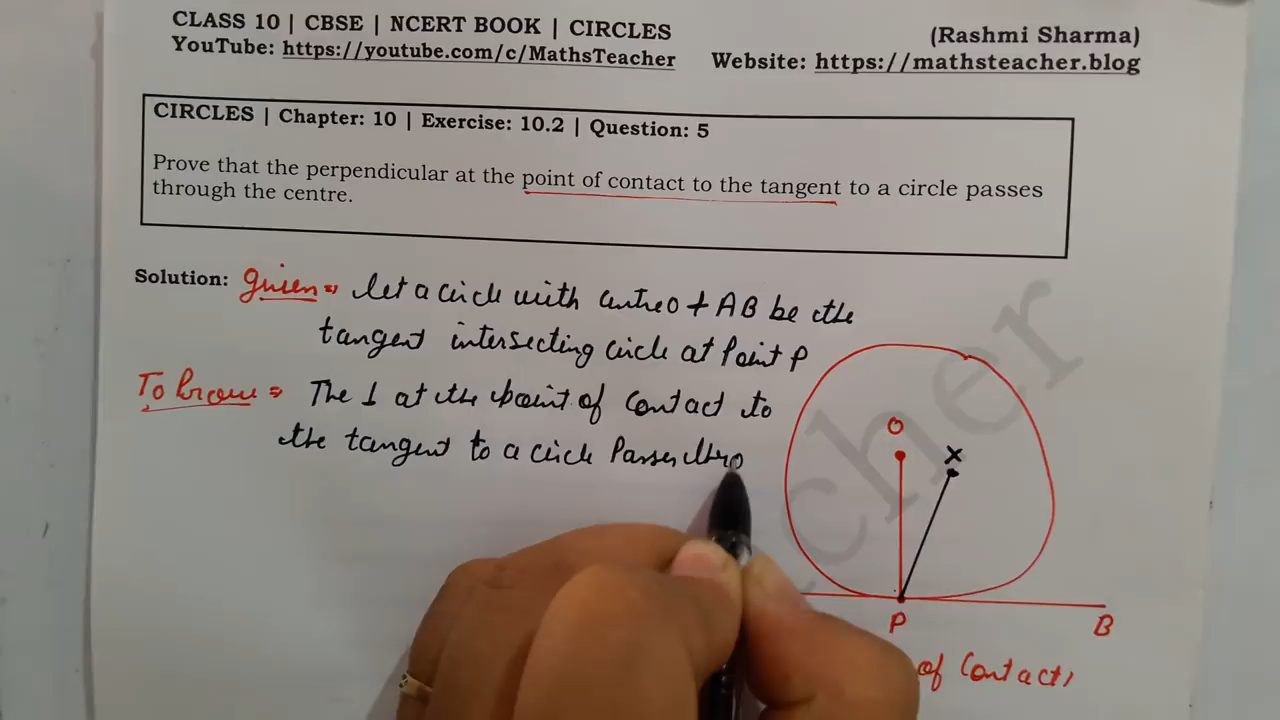 CLASS 10 | CBSE | NCERT BOOK | CIRCLES
(Rashmi Sharma)
YouTube: https://youtube.com/c/MathsTeacher
Website: https://mathsteacher.blog
CIRCLES | Chapter: 10 | Exercise: 10.2 | Question: 5
Prove that the perpendicular at the point of contact to the tangent to a circle passes
through the centre.
Solution: given= let a circle with centre O + AB be the
tangent intersecting circle at point P
To Prove = The ⊥ at the point of contact to
the tangent to a circle Passes thro
O
X
P
B
of Contact
cher